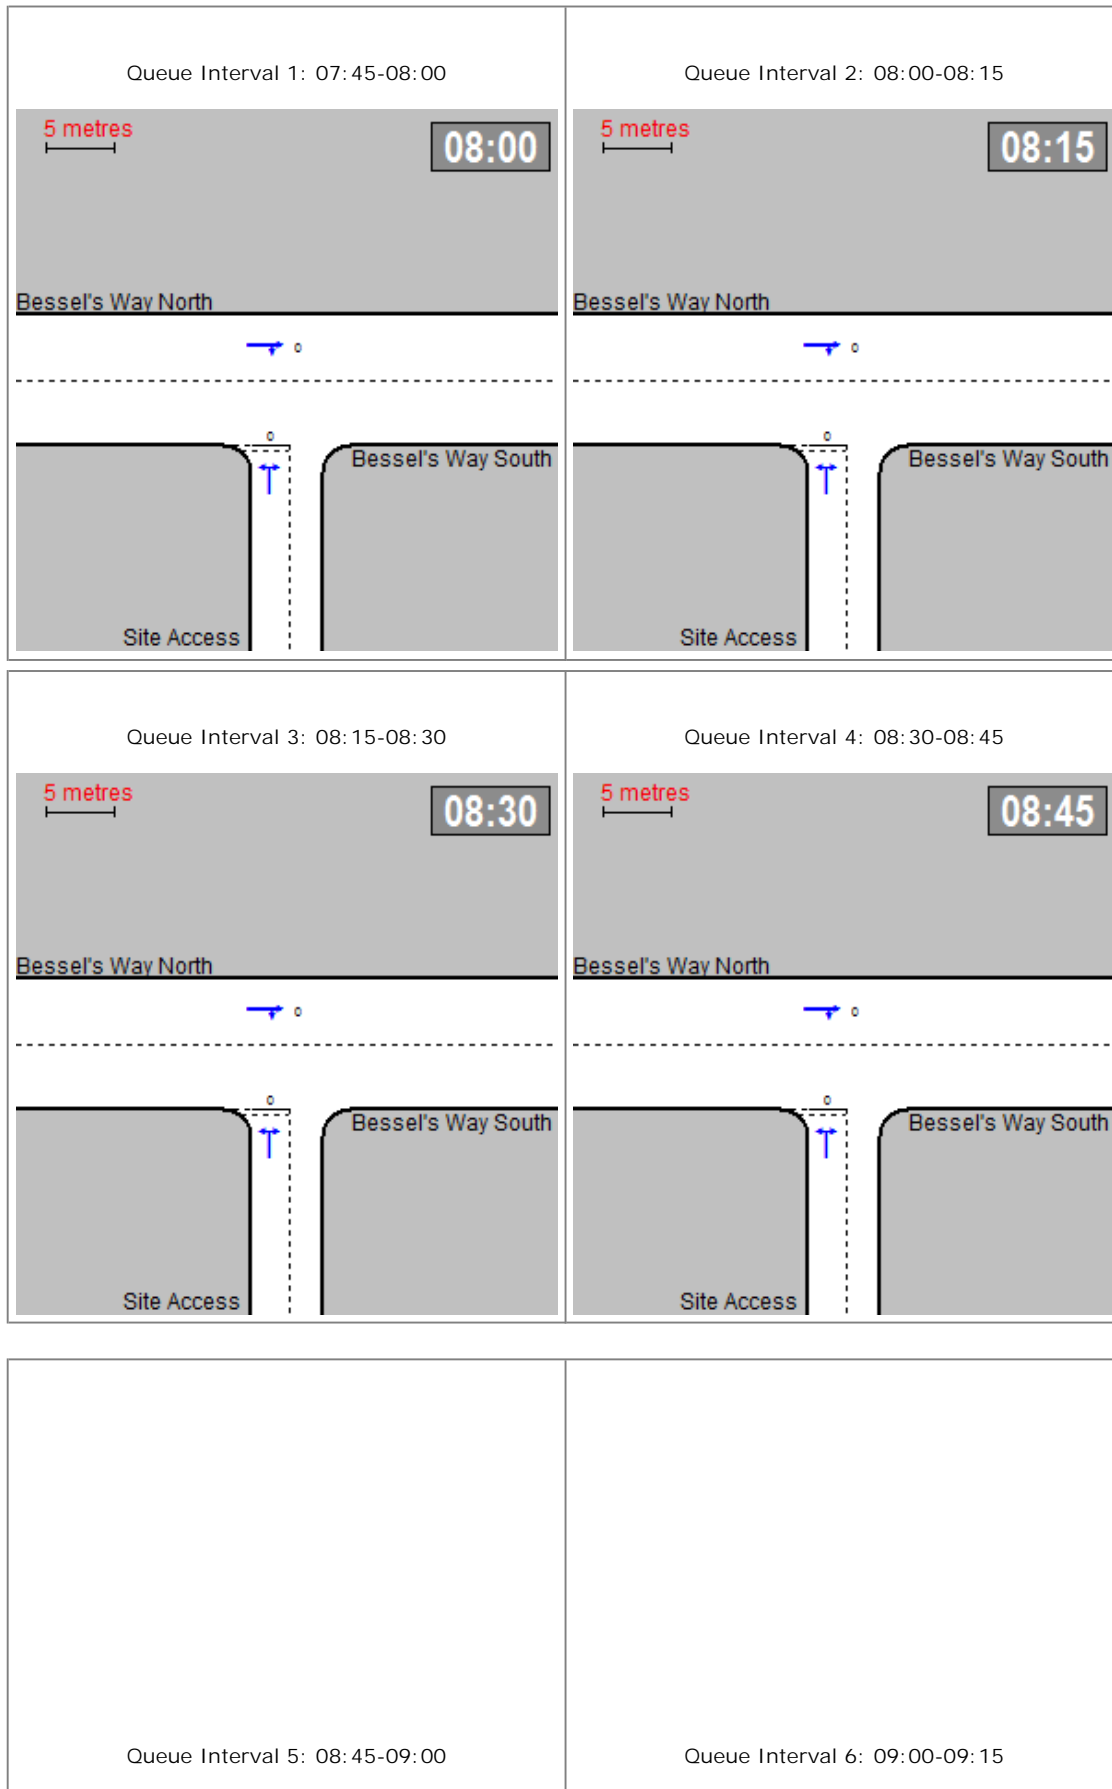 Queue Interval 1: 07:45-08:00
5 metres
08:00
Bessel's Way North
0
0
Bessel's Way South
Site Access
Queue Interval 2: 08:00-08:15
5 metres
08:15
Bessel's Way North
0
0
Bessel's Way South
Site Access
Queue Interval 3: 08:15-08:30
5 metres
08:30
Bessel's Way North
0
0
Bessel's Way South
Site Access
Queue Interval 4: 08:30-08:45
5 metres
08:45
Bessel's Way North
0
0
Bessel's Way South
Site Access
Queue Interval 5: 08:45-09:00
Queue Interval 6: 09:00-09:15